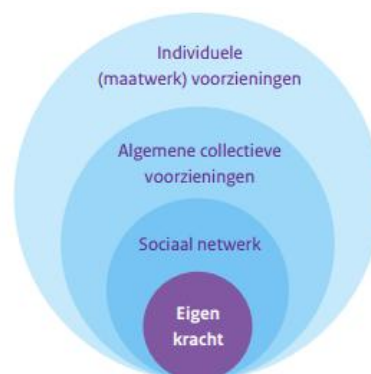 Individuele
(maatwerk) voorzieningen
Algemene collectieve
voorzieningen
Sociaal netwerk
Eigen
kracht